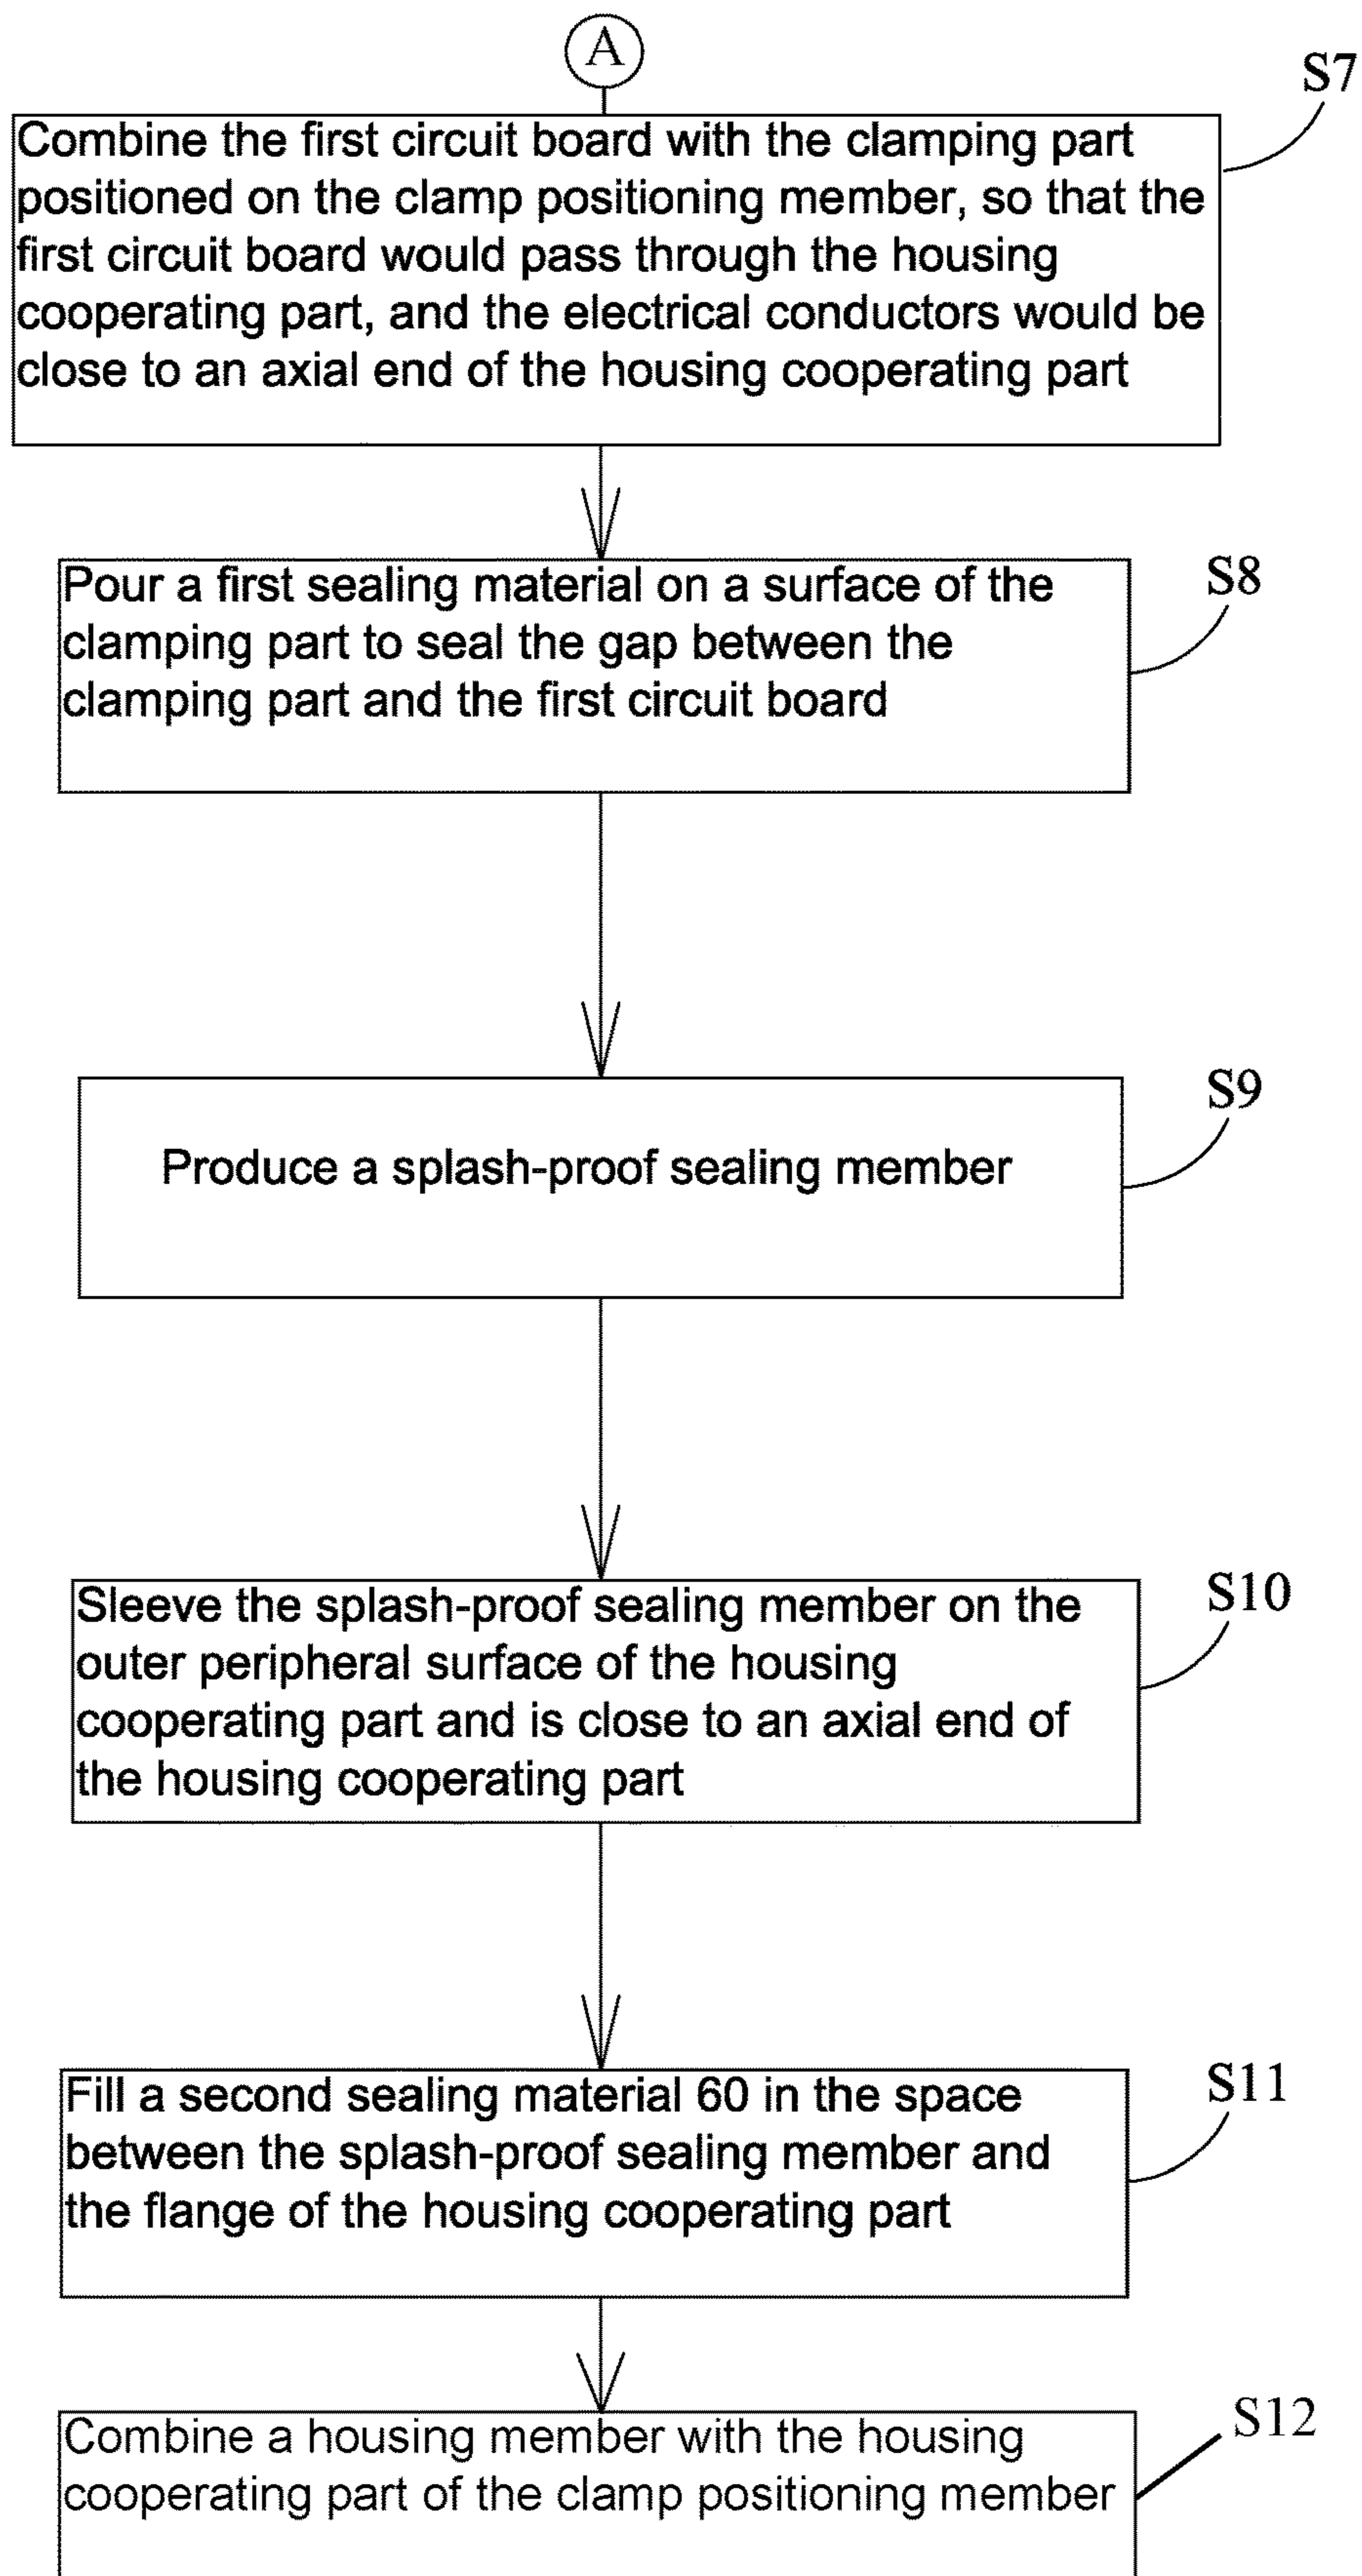 A
S7
Combine the first circuit board with the clamping part
positioned on the clamp positioning member, so that the
first circuit board would pass through the housing
cooperating part, and the electrical conductors would be
close to an axial end of the housing cooperating part
S8
Pour a first sealing material on a surface of the
clamping part to seal the gap between the
clamping part and the first circuit board
S9
Produce a splash-proof sealing member
S10
Sleeve the splash-proof sealing member on the
outer peripheral surface of the housing
cooperating part and is close to an axial end of
the housing cooperating part
S11
Fill a second sealing material 60 in the space
between the splash-proof sealing member and
the flange of the housing cooperating part
S12
Combine a housing member with the housing
cooperating part of the clamp positioning member